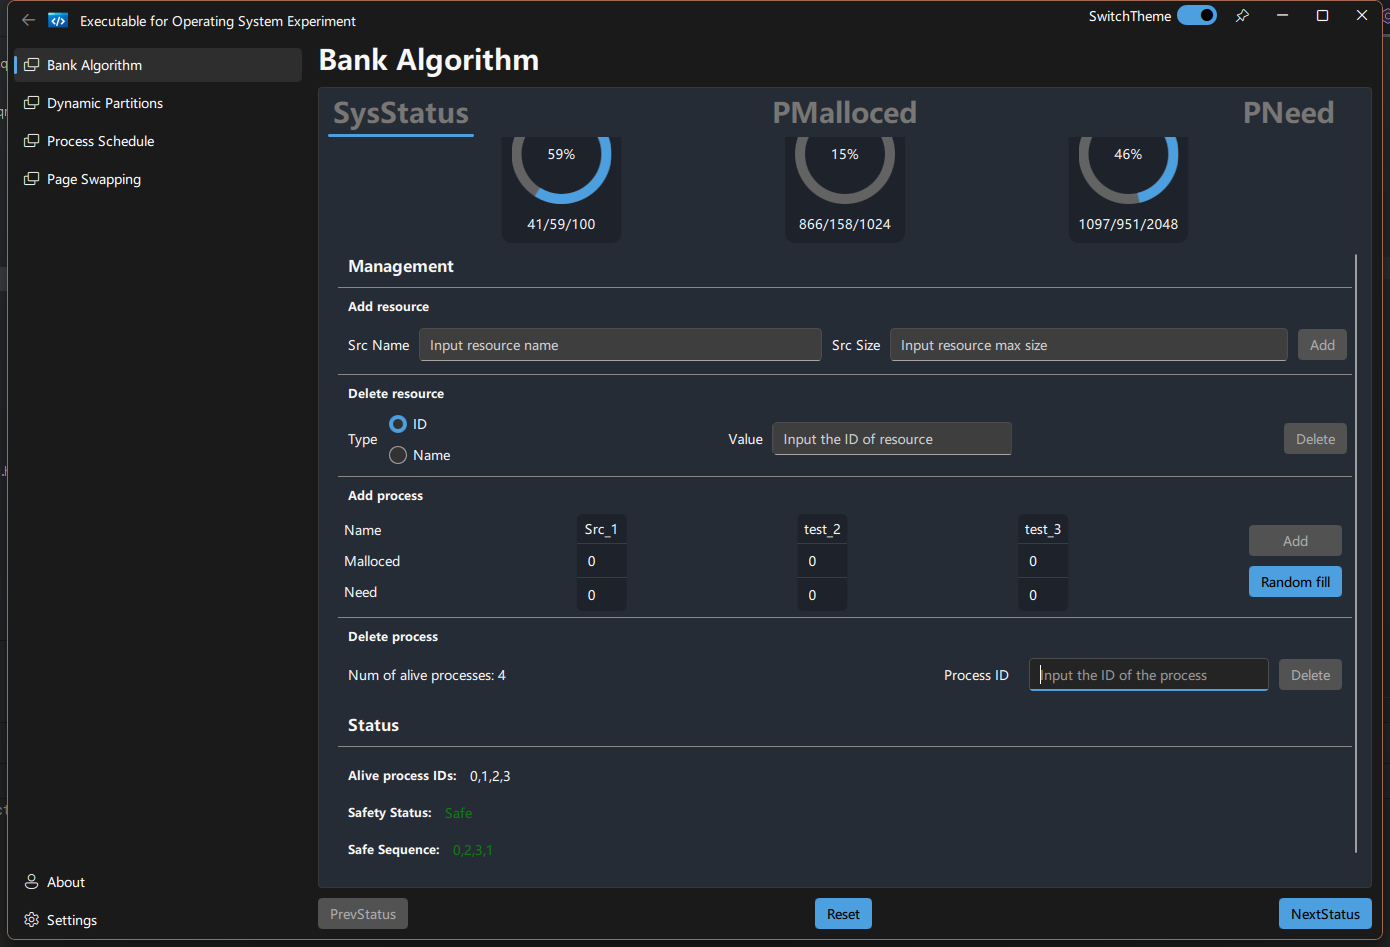 Executable for Operating System Experiment
SwitchTheme
Bank Algorithm
Dynamic Partitions
Process Schedule
Page Swapping
About
Settings
Bank Algorithm
SysStatus PMalloced PNeed
59% 15% 46%
41/59/100 866/158/1024 1097/951/2048
Management
Add resource
Src Name Input resource name Src Size Input resource max size Add
Delete resource
Type
ID
Name
Value Input the ID of resource Delete
Add process
Name Src_1 test_2 test_3
Malloced 0 0 0
Need 0 0 0
Add
Random fill
Delete process
Num of alive processes: 4 Process ID Input the ID of the process Delete
Status
Alive process IDs: 0,1,2,3
Safety Status: Safe
Safe Sequence: 0,2,3,1
PrevStatus Reset NextStatus